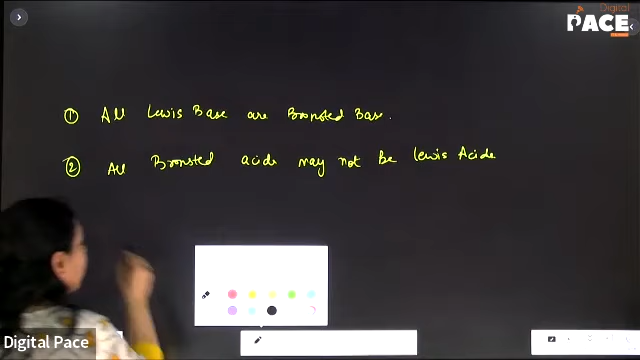 Digital
PACE
① All Lewis Base are Bronsted Base.
② All Bronsted acids may not be Lewis Acids
Digital Pace